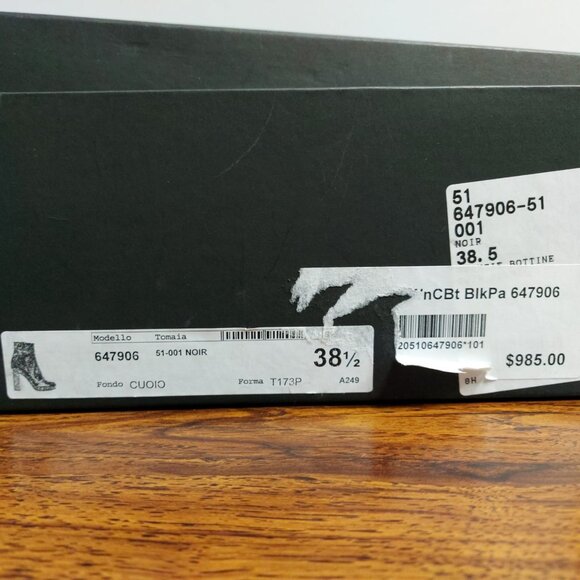 51
647906-51
001
NOIR
38.5
BOTTINE
nCBt BlkPa 647906
20510647906*101
$985.00
8H
Modello Tomaia
647906 51-001 NOIR 38½
Fondo CUOIO Forma T173P A249